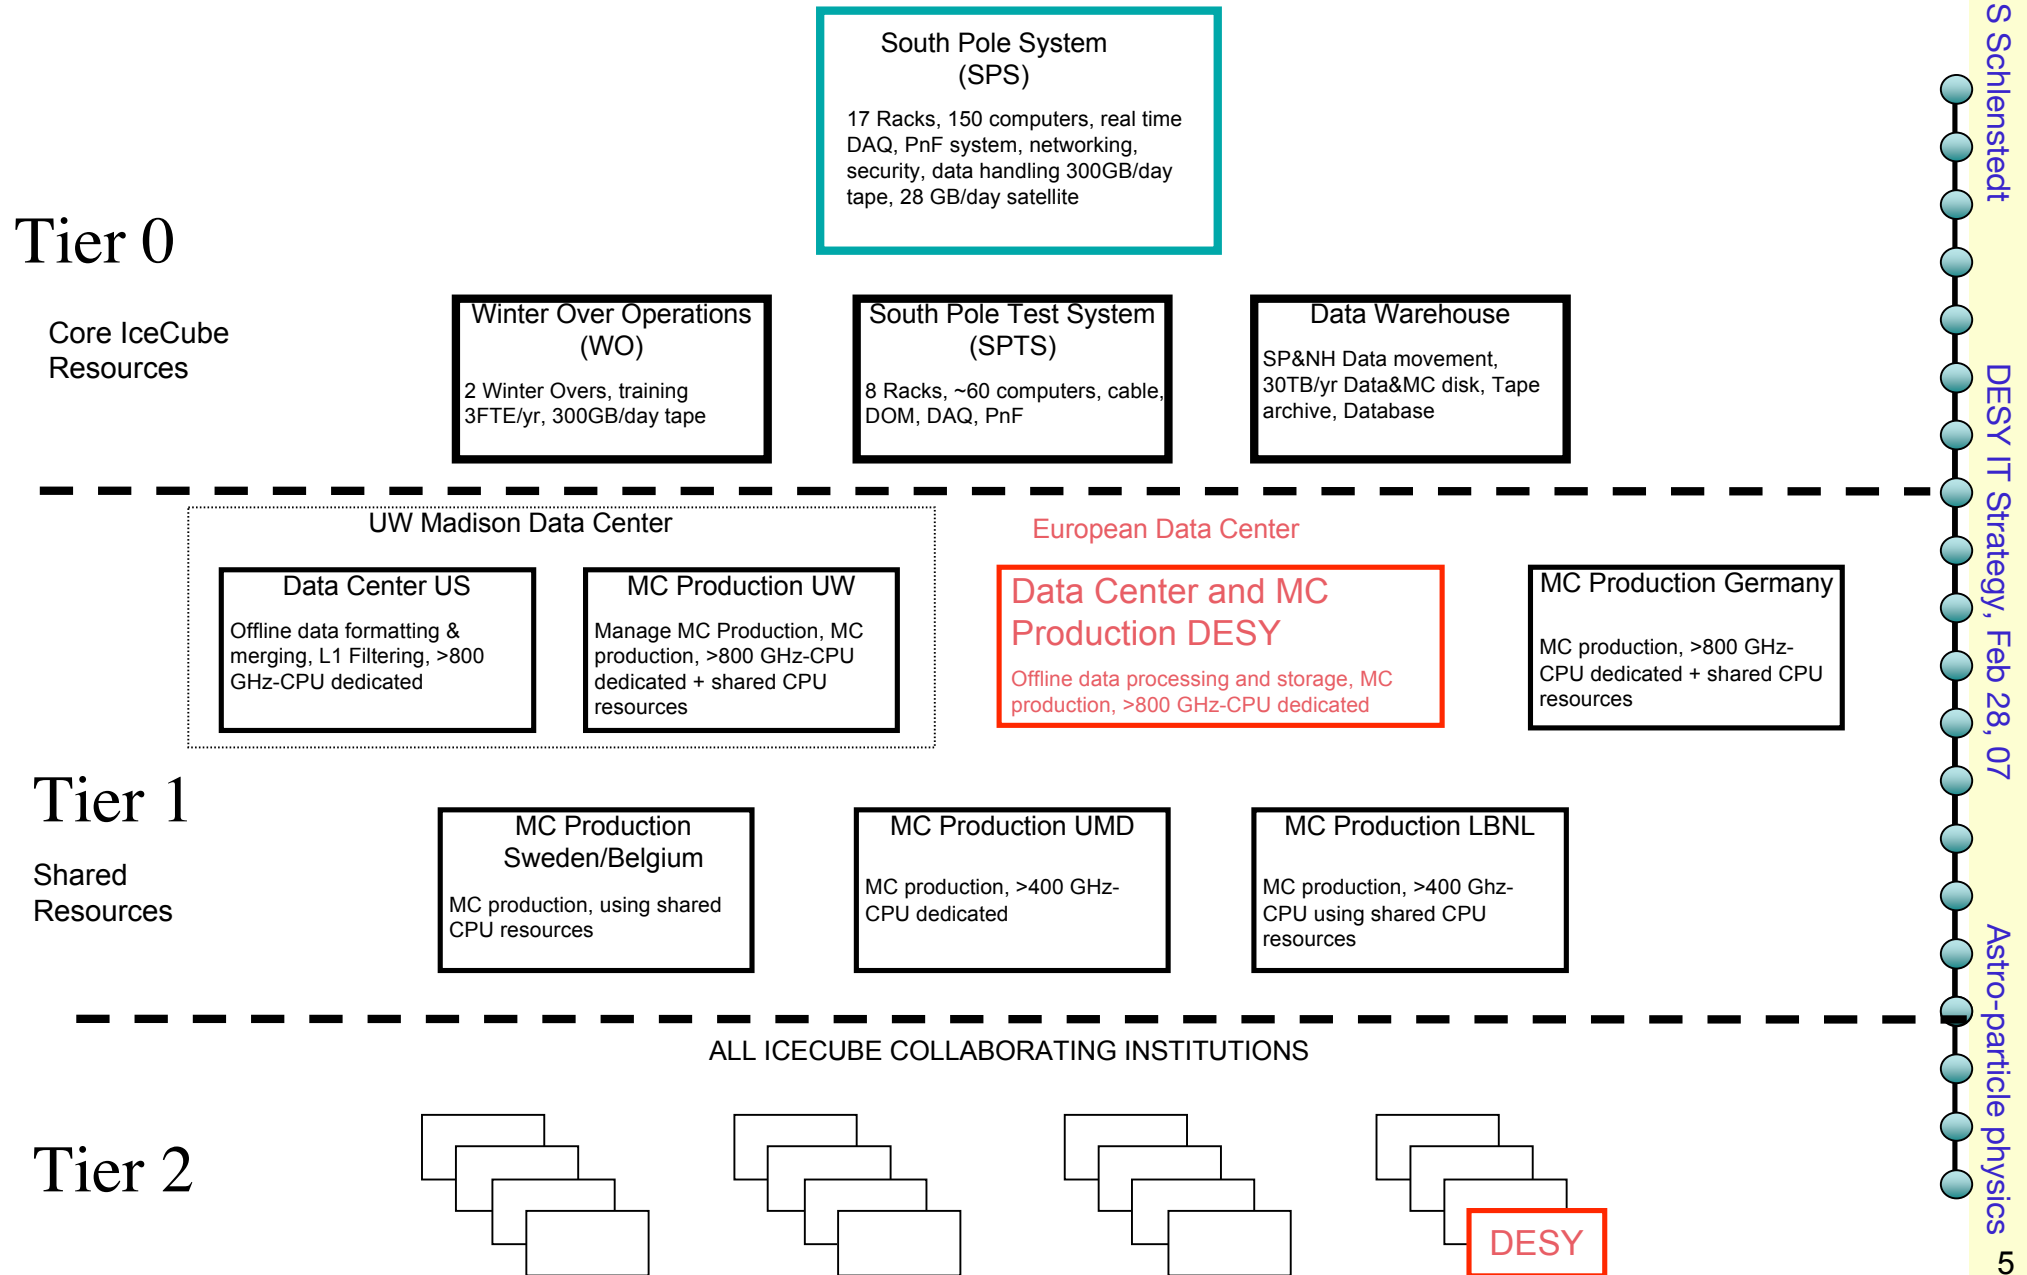 South Pole System
(SPS)
17 Racks, 150 computers, real time
DAQ, PnF system, networking,
security, data handling 300GB/day
tape, 28 GB/day satellite
Tier 0
Core IceCube
Resources
Winter Over Operations
(WO)
2 Winter Overs, training
3FTE/yr, 300GB/day tape
South Pole Test System
(SPTS)
8 Racks, ~60 computers, cable,
DOM, DAQ, PnF
Data Warehouse
SP&NH Data movement,
30TB/yr Data&MC disk, Tape
archive, Database
UW Madison Data Center
Data Center US
Offline data formatting &
merging, L1 Filtering, >800
GHz-CPU dedicated
MC Production UW
Manage MC Production, MC
production, >800 GHz-CPU
dedicated + shared CPU
resources
European Data Center
Data Center and MC
Production DESY
Offline data processing and storage, MC
production, >800 GHz-CPU dedicated
MC Production Germany
MC production, >800 GHz-
CPU dedicated + shared CPU
resources
Tier 1
Shared
Resources
MC Production
Sweden/Belgium
MC production, using shared
CPU resources
MC Production UMD
MC production, >400 GHz-
CPU dedicated
MC Production LBNL
MC production, >400 Ghz-
CPU using shared CPU
resources
ALL ICECUBE COLLABORATING INSTITUTIONS
Tier 2
DESY
S Schlenstedt
DESY IT Strategy, Feb 28, 07
Astro-particle physics
5